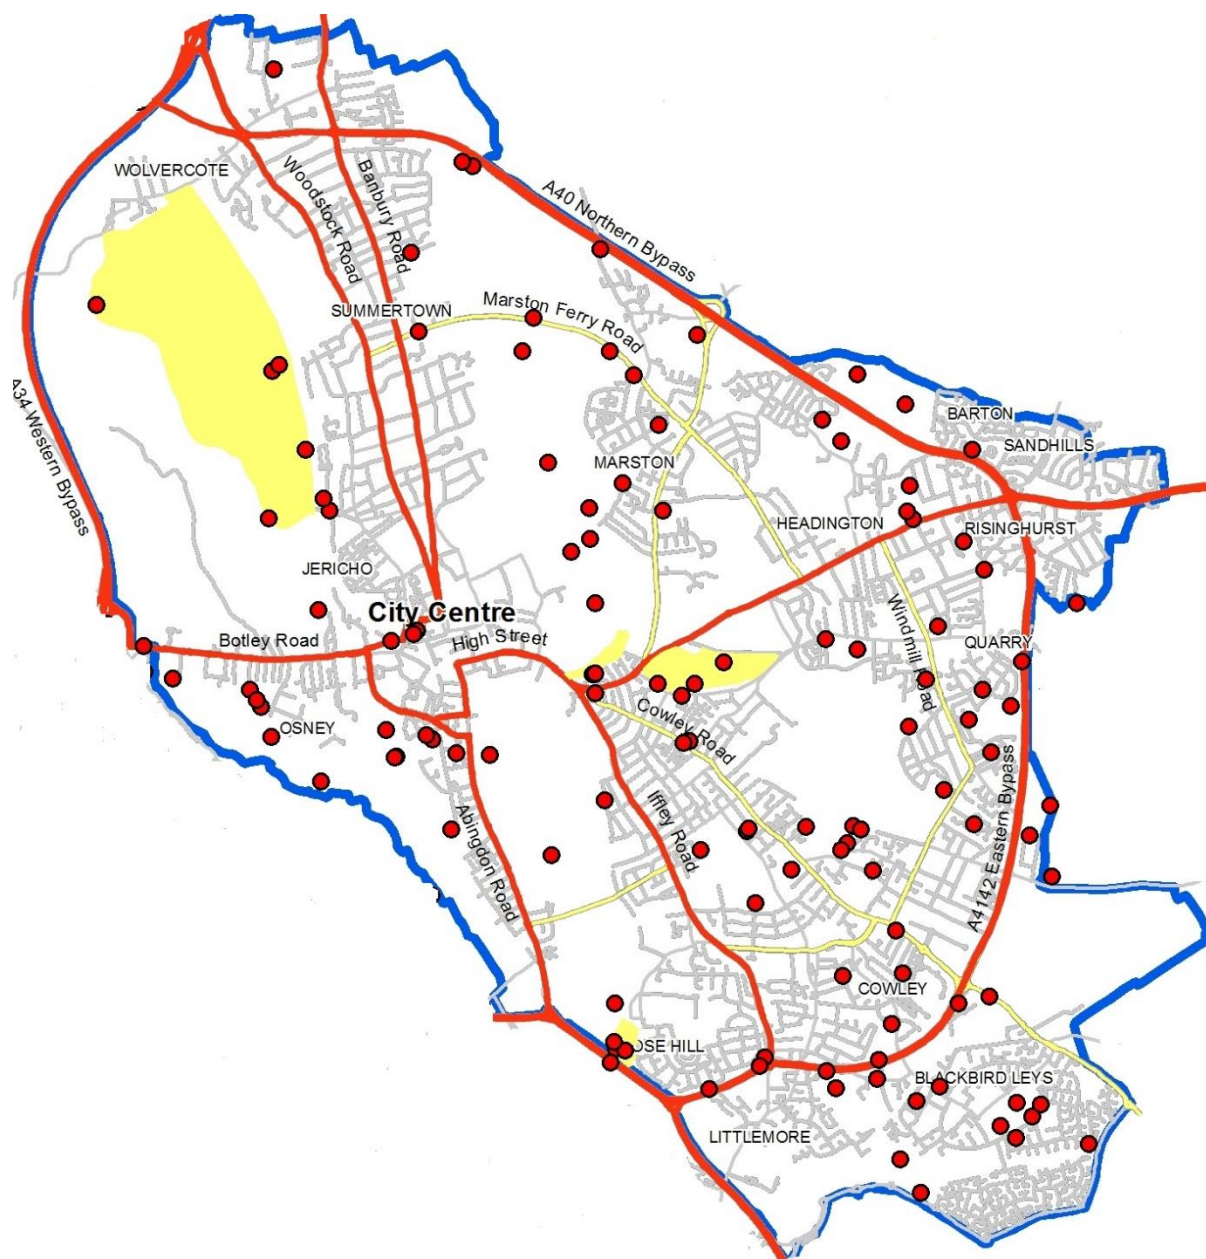 WOLVERCOTE
Woodstock Road
Banbury Road
A40 Northern Bypass
SUMMERTOWN
Marston Ferry Road
A34 Western Bypass
BARTON
SANDHILLS
MARSTON
HEADINGTON
RISINGHURST
JERICHO
City Centre
Botley Road
High Street
Windmill Road
QUARRY
OSNEY
Cowley Road
Iffley Road
Abingdon Road
A4142 Eastern Bypass
COWLEY
OSE HILL
BLACKBIRD LEYS
LITTLEMORE